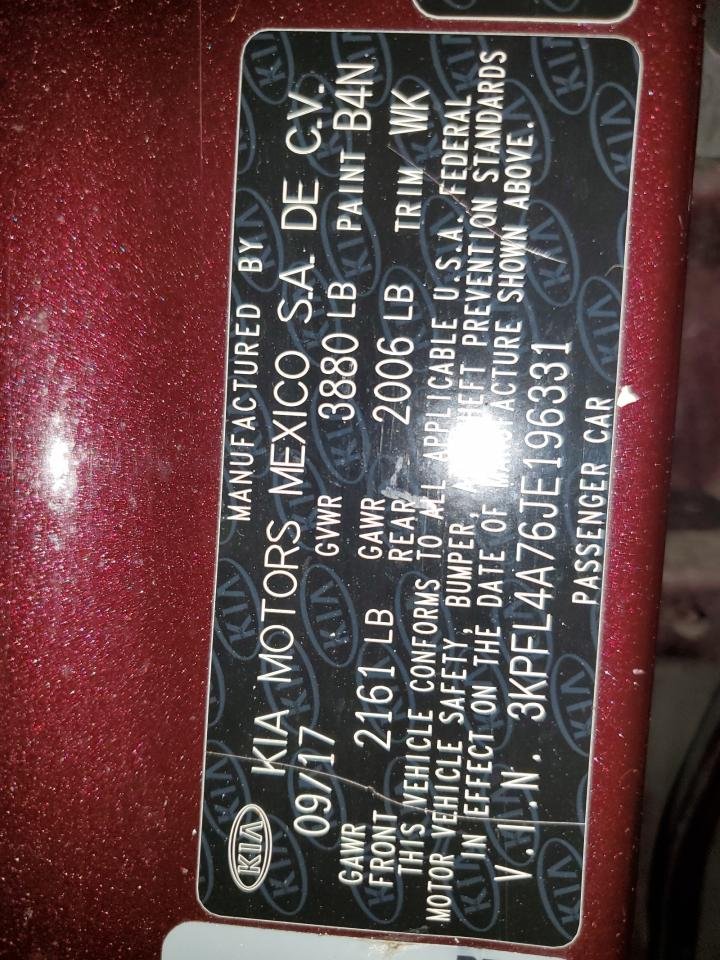 KIA
MANUFACTURED BY
KIA MOTORS MEXICO S.A. DE C.V.
09/17 GVWR 3880 LB PAINT B4N
GAWR FRONT 2161 LB GAWR REAR 2006 LB TRIM WK
THIS VEHICLE CONFORMS TO ALL APPLICABLE U.S.A. FEDERAL
MOTOR VEHICLE SAFETY, BUMPER, THEFT PREVENTION STANDARDS
IN EFFECT ON THE DATE OF MANUFACTURE SHOWN ABOVE.
V.I.N. 3KPFL4A76JE196331
PASSENGER CAR